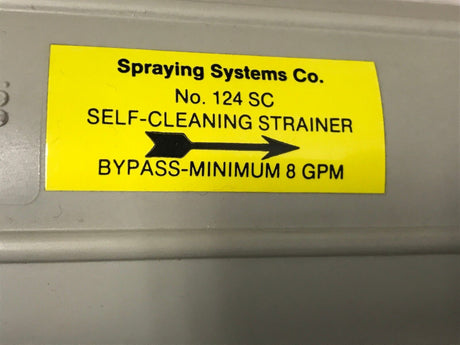 Spraying Systems Co.
No. 124 SC
SELF-CLEANING STRAINER
BYPASS-MINIMUM 8 GPM